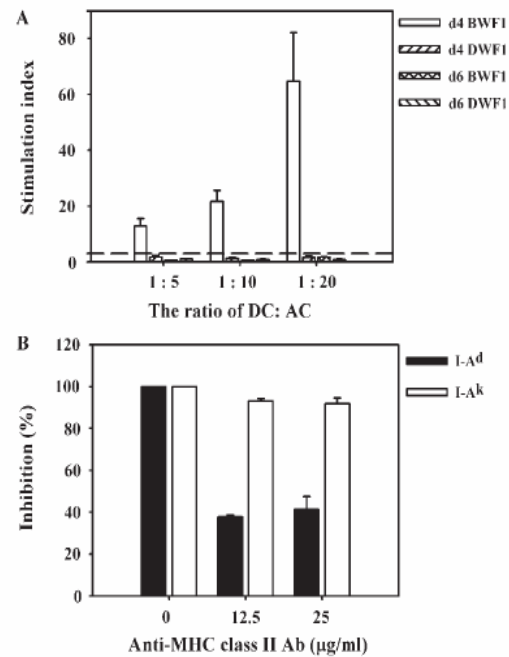 A
d4 BWF1
d4 DWF1
d6 BWF1
d6 DWF1
Stimulation index
80
60
40
20
0
1 : 5
1 : 10
1 : 20
The ratio of DC: AC
B
I-Ad
I-Ak
Inhibition (%)
120
100
80
60
40
20
0
0
12.5
25
Anti-MHC class II Ab (µg/ml)